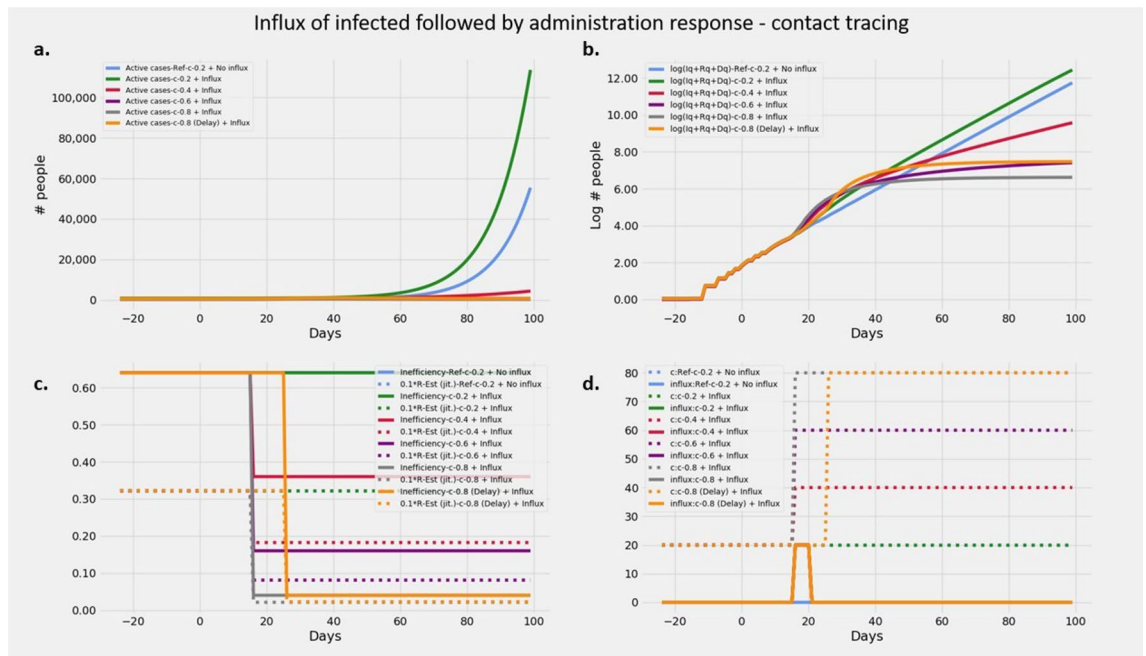 Influx of infected followed by administration response - contact tracing
a.
Active cases-Ref-c-0.2 + No influx
Active cases-c-0.2 + Influx
Active cases-c-0.4 + Influx
Active cases-c-0.6 + Influx
Active cases-c-0.8 + Influx
Active cases-c-0.8 (Delay) + Influx
# people
100,000
80,000
60,000
40,000
20,000
0
−20
0
20
40
60
80
100
Days
b.
log(Iq+Rq+Dq)-Ref-c-0.2 + No influx
log(Iq+Rq+Dq)-c-0.2 + Influx
log(Iq+Rq+Dq)-c-0.4 + Influx
log(Iq+Rq+Dq)-c-0.6 + Influx
log(Iq+Rq+Dq)-c-0.8 + Influx
log(Iq+Rq+Dq)-c-0.8 (Delay) + Influx
Log # people
12.00
10.00
8.00
6.00
4.00
2.00
0.00
−20
0
20
40
60
80
100
Days
c.
Inefficiency-Ref-c-0.2 + No influx
0.1*R-Est (jit.)-Ref-c-0.2 + No influx
Inefficiency-c-0.2 + Influx
0.1*R-Est (jit.)-c-0.2 + Influx
Inefficiency-c-0.4 + Influx
0.1*R-Est (jit.)-c-0.4 + Influx
Inefficiency-c-0.6 + Influx
0.1*R-Est (jit.)-c-0.6 + Influx
Inefficiency-c-0.8 + Influx
0.1*R-Est (jit.)-c-0.8 + Influx
Inefficiency-c-0.8 (Delay) + Influx
0.1*R-Est (jit.)-c-0.8 (Delay) + Influx
0.60
0.50
0.40
0.30
0.20
0.10
0.00
−20
0
20
40
60
80
100
Days
d.
c:Ref-c-0.2 + No influx
influx:Ref-c-0.2 + No influx
c:c-0.2 + Influx
influx:c-0.2 + Influx
c:c-0.4 + Influx
influx:c-0.4 + Influx
c:c-0.6 + Influx
influx:c-0.6 + Influx
c:c-0.8 + Influx
influx:c-0.8 + Influx
c:c-0.8 (Delay) + Influx
influx:c-0.8 (Delay) + Influx
80
70
60
50
40
30
20
10
0
−20
0
20
40
60
80
100
Days